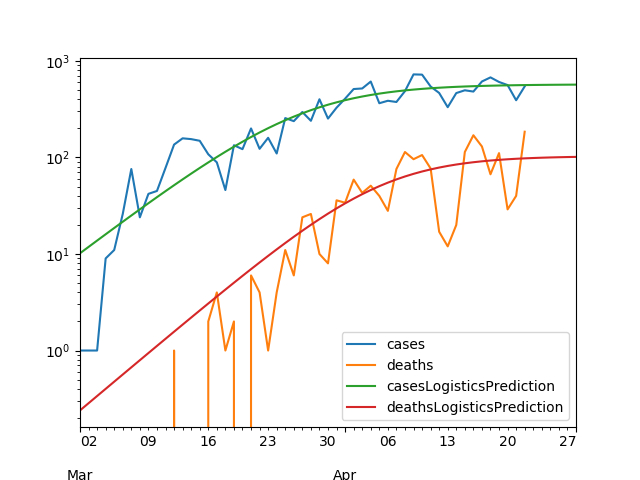 10³
10²
10¹
10⁰
cases
deaths
casesLogisticsPrediction
deathsLogisticsPrediction
02 09 16 23 30 06 13 20 27
Mar Apr